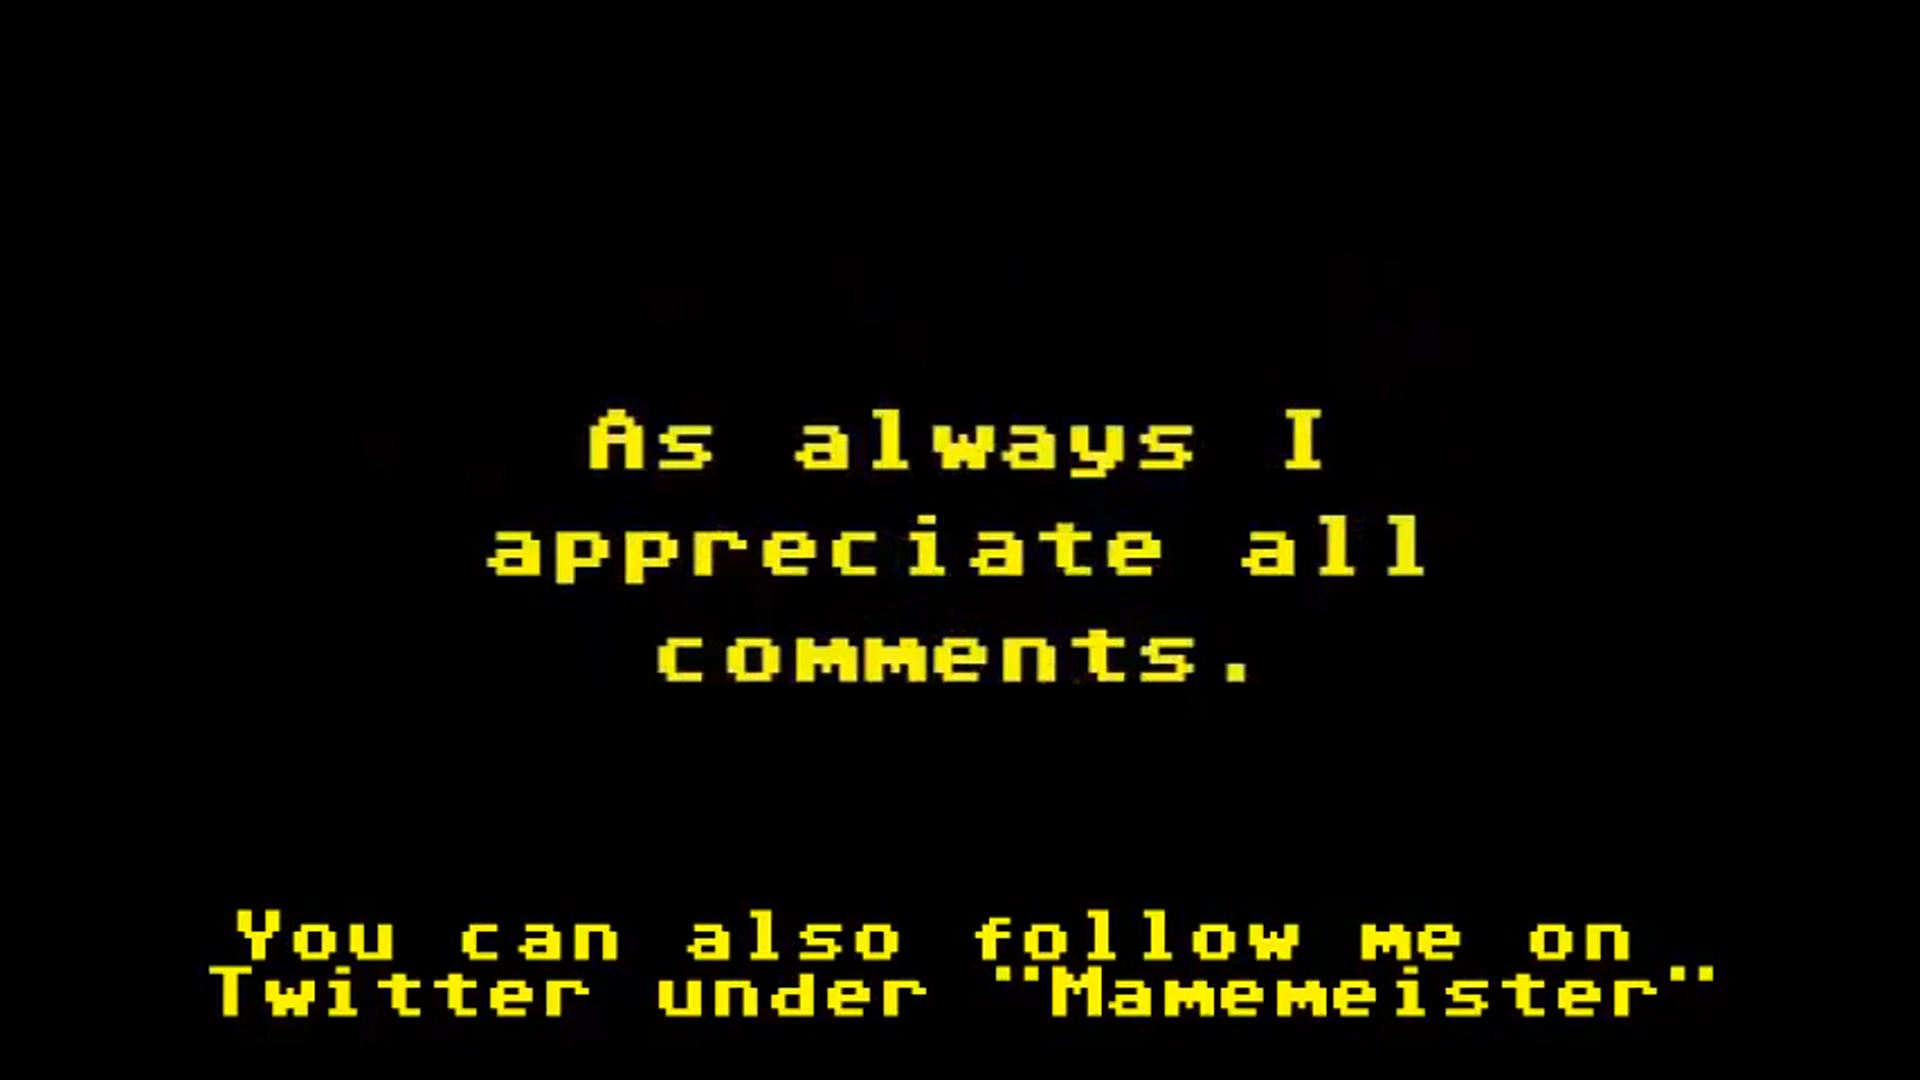 As always I
appreciate all
comments.
You can also follow me on
Twitter under "Mamemeister"